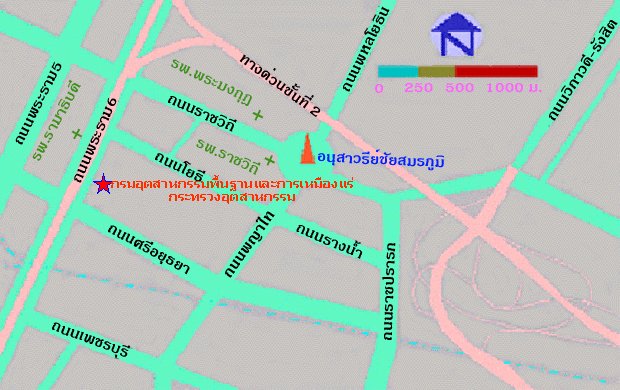 ถนนพระราม5
รพ.รามาธิบดี
ถนนพระราม6
รพ.พระมงกุฎ
ทางด่วนขั้นที่ 2
ถนนพหลโยธิน
N
0 250 500 1000 ม.
ถนนวิภาวดี-รังสิต
ถนนราชวิถี
รพ.ราชวิถี
อนุสาวรีย์ชัยสมรภูมิ
ถนนโยธี
กรมอุตสาหกรรมพื้นฐานและการเหมืองแร่
กระทรวงอุตสาหกรรม
ถนนศรีอยุธยา
ถนนพญาไท
ถนนรางน้ำ
ถนนราชปรารภ
ถนนเพชรบุรี